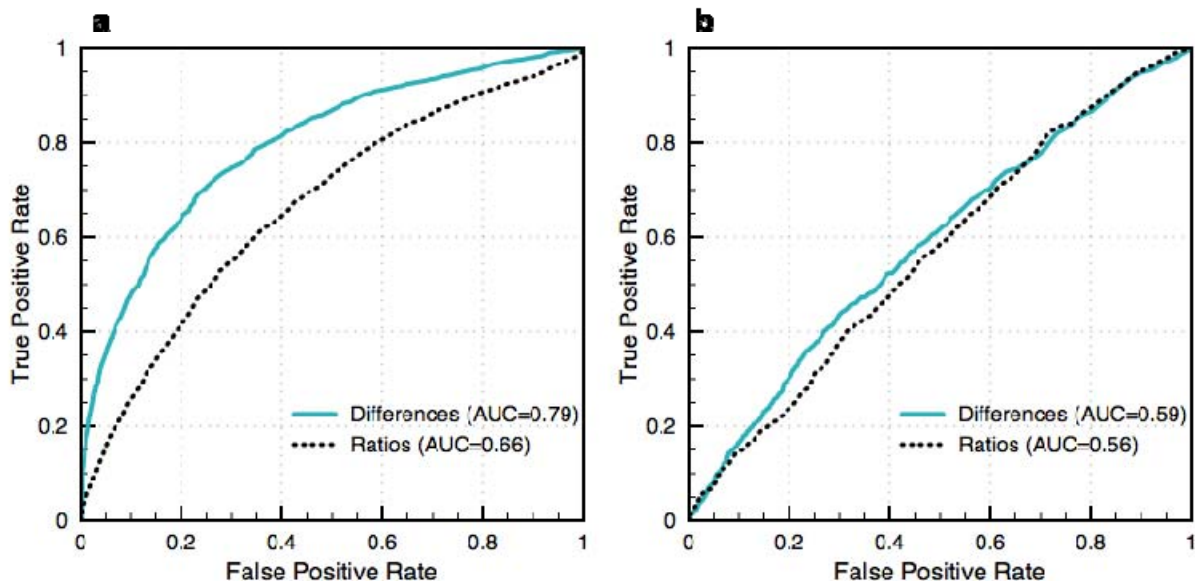 a
1
0.8
0.6
0.4
0.2
0
True Positive Rate
Differences (AUC=0.79)
Ratios (AUC=0.66)
0 0.2 0.4 0.6 0.8 1
False Positive Rate
b
1
0.8
0.6
0.4
0.2
0
True Positive Rate
Differences (AUC=0.59)
Ratios (AUC=0.56)
0 0.2 0.4 0.6 0.8 1
False Positive Rate